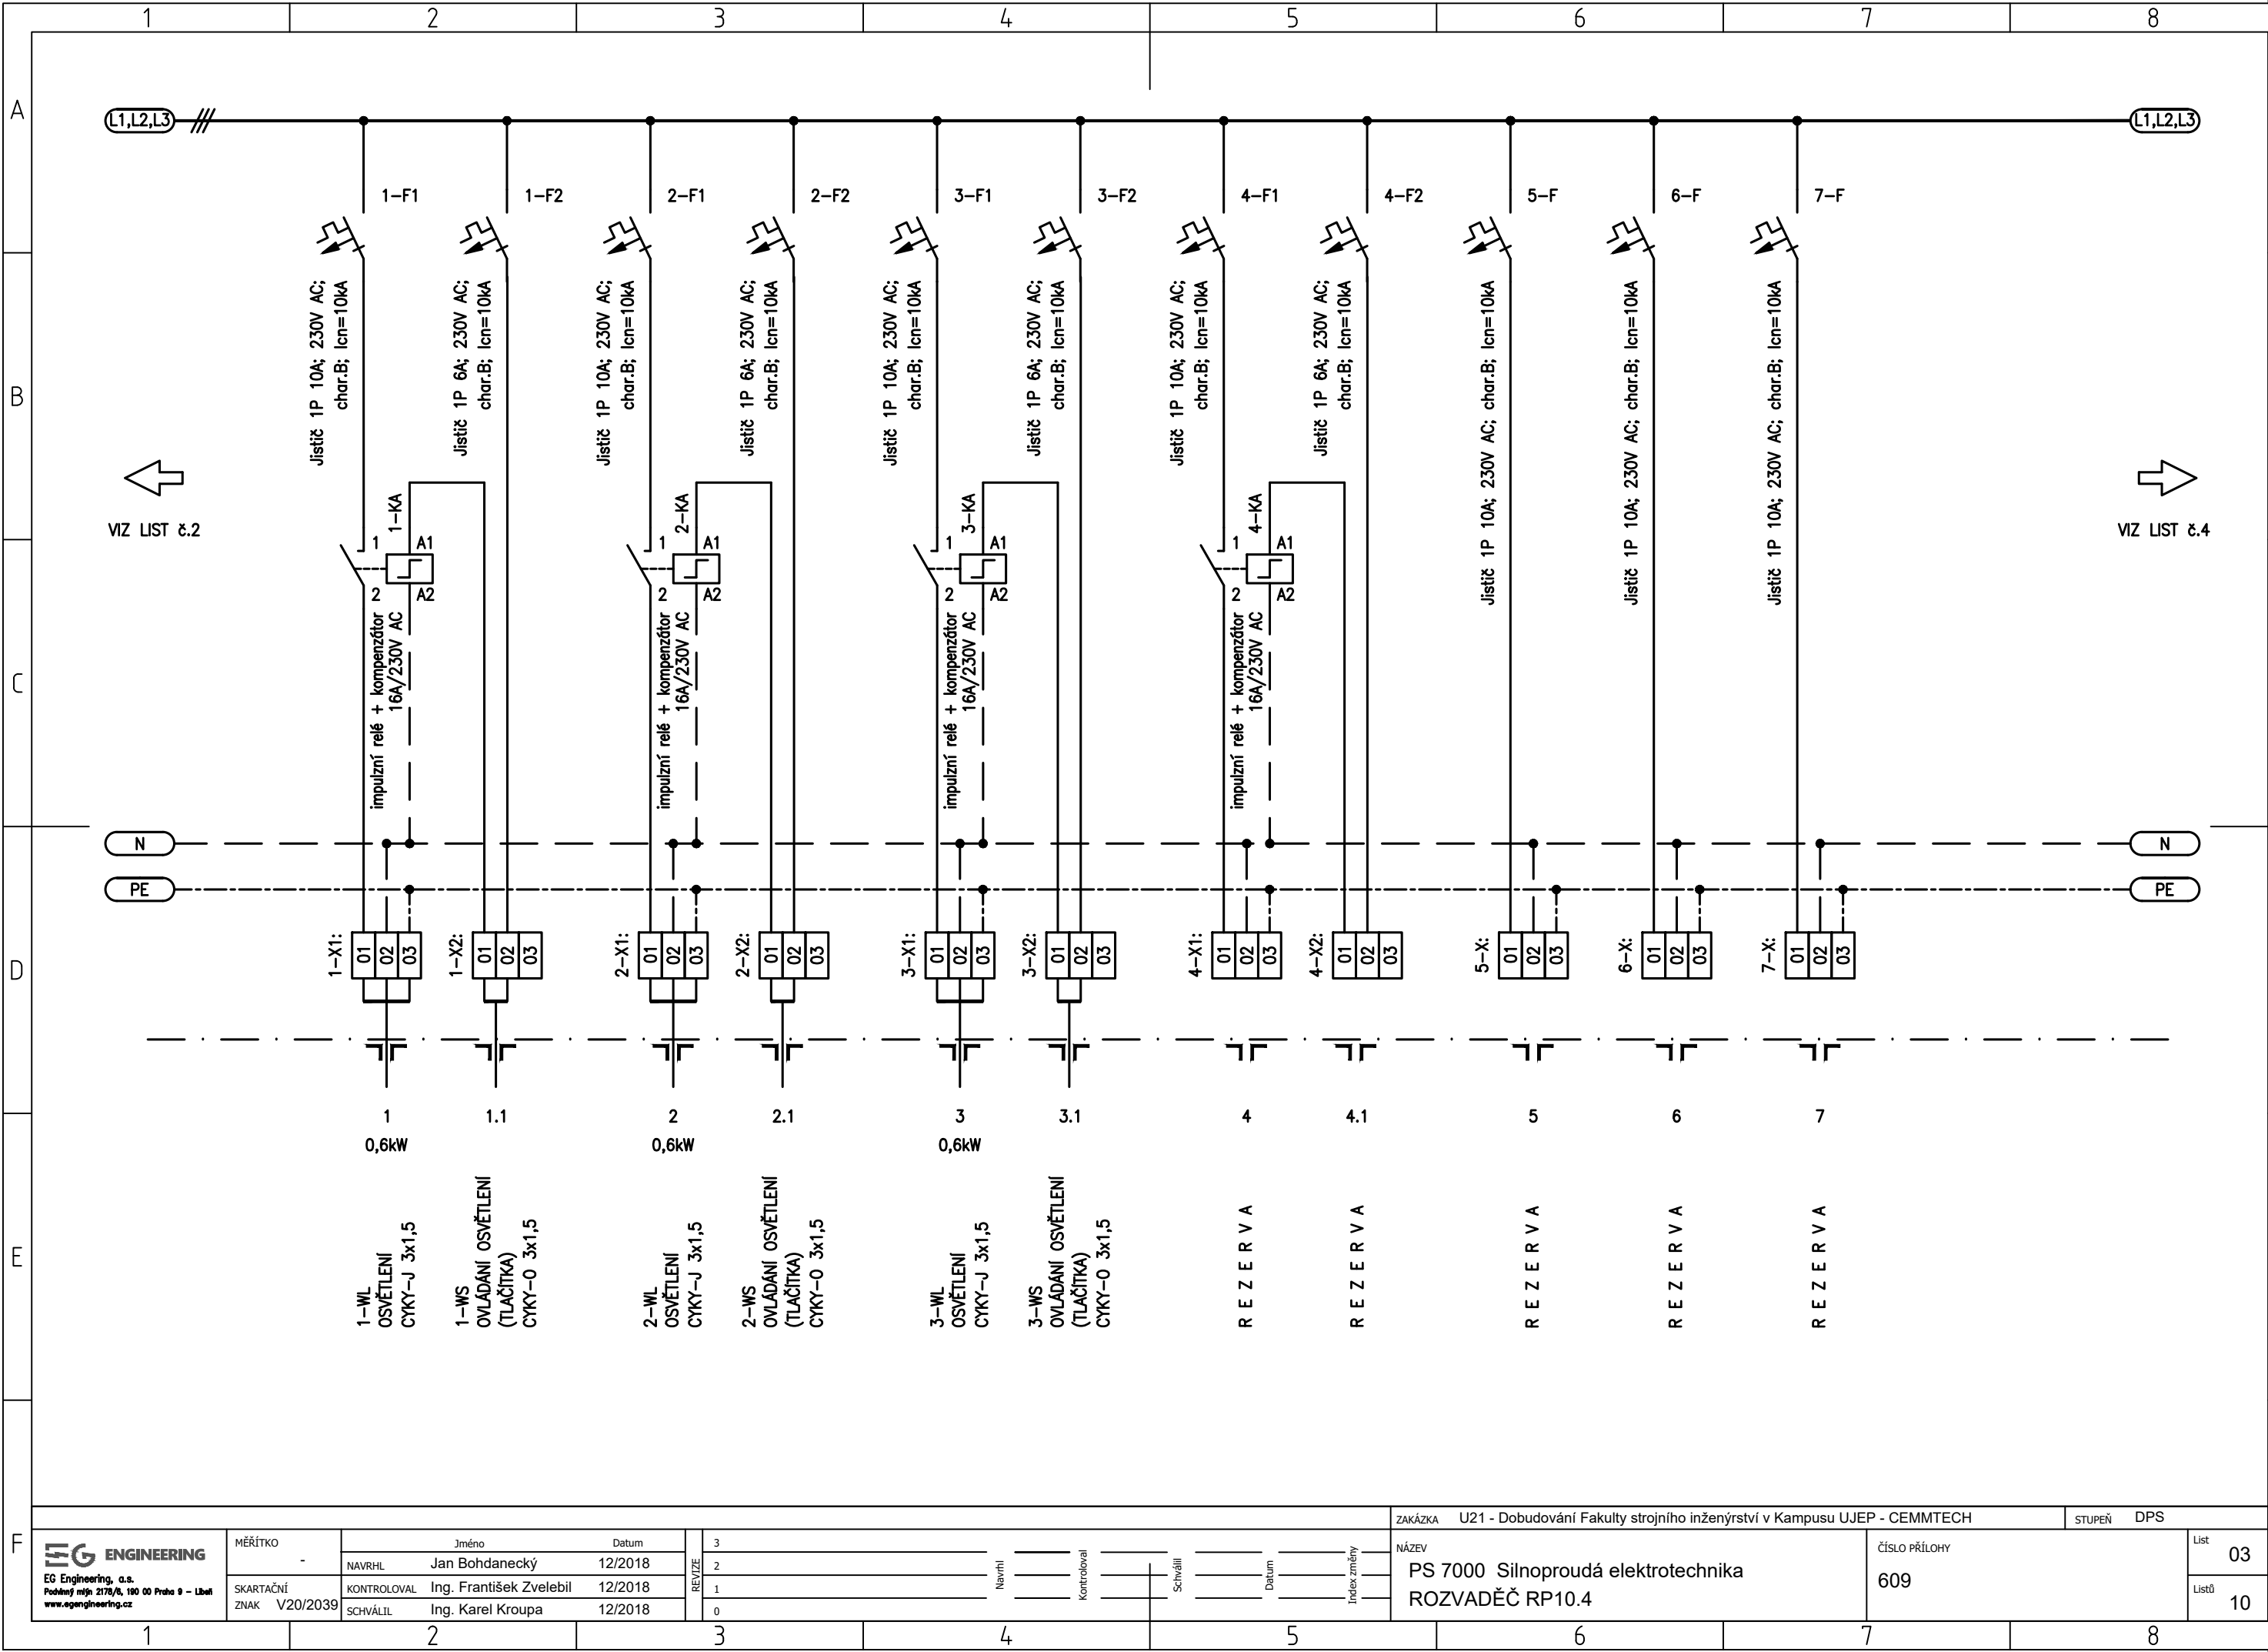 1 2 3 4 5 6 7 8
A
B
C
D
E
F
L1,L2,L3
L1,L2,L3
1-F1
1-F2
2-F1
2-F2
3-F1
3-F2
4-F1
4-F2
5-F
6-F
7-F
Jistič 1P 10A; 230V AC;
char.B; Icn=10kA
Jistič 1P 6A; 230V AC;
char.B; Icn=10kA
Jistič 1P 10A; 230V AC;
char.B; Icn=10kA
Jistič 1P 6A; 230V AC;
char.B; Icn=10kA
Jistič 1P 10A; 230V AC;
char.B; Icn=10kA
Jistič 1P 6A; 230V AC;
char.B; Icn=10kA
Jistič 1P 10A; 230V AC;
char.B; Icn=10kA
Jistič 1P 6A; 230V AC;
char.B; Icn=10kA
Jistič 1P 10A; 230V AC; char.B; Icn=10kA
Jistič 1P 10A; 230V AC; char.B; Icn=10kA
Jistič 1P 10A; 230V AC; char.B; Icn=10kA
VIZ LIST č.2
VIZ LIST č.4
1-KA
1 A1
2 A2
impulzní relé + kompenzátor
16A/230V AC
2-KA
1 A1
2 A2
impulzní relé + kompenzátor
16A/230V AC
3-KA
1 A1
2 A2
impulzní relé + kompenzátor
16A/230V AC
4-KA
1 A1
2 A2
impulzní relé + kompenzátor
16A/230V AC
N
N
PE
PE
1-X1: 01 02 03
1-X2: 01 02 03
2-X1: 01 02 03
2-X2: 01 02 03
3-X1: 01 02 03
3-X2: 01 02 03
4-X1: 01 02 03
4-X2: 01 02 03
5-X: 01 02 03
6-X: 01 02 03
7-X: 01 02 03
1 1.1 2 2.1 3 3.1 4 4.1 5 6 7
0,6kW 0,6kW 0,6kW
1-WL
OSVĚTLENÍ
CYKY-J 3x1,5
1-WS
OVLÁDÁNÍ OSVĚTLENÍ
(TLAČÍTKA)
CYKY-O 3x1,5
2-WL
OSVĚTLENÍ
CYKY-J 3x1,5
2-WS
OVLÁDÁNÍ OSVĚTLENÍ
(TLAČÍTKA)
CYKY-O 3x1,5
3-WL
OSVĚTLENÍ
CYKY-J 3x1,5
3-WS
OVLÁDÁNÍ OSVĚTLENÍ
(TLAČÍTKA)
CYKY-O 3x1,5
R E Z E R V A
R E Z E R V A
R E Z E R V A
R E Z E R V A
R E Z E R V A
EG ENGINEERING
EG Engineering, a.s.
Podvinný mlýn 2178/6, 190 00 Praha 9 - Libeň
www.egengineering.cz
MĚŘÍTKO
-
SKARTAČNÍ
ZNAK V20/2039
Jméno Datum
NAVRHL Jan Bohdanecký 12/2018
KONTROLOVAL Ing. František Zvelebil 12/2018
SCHVÁLIL Ing. Karel Kroupa 12/2018
REVIZE
3
2
1
0
Navrhl
Kontroloval
Schválil
Datum
Index změny
ZAKÁZKA U21 - Dobudování Fakulty strojního inženýrství v Kampusu UJEP - CEMMTECH
STUPEŇ DPS
NÁZEV
PS 7000 Silnoproudá elektrotechnika
ROZVADĚČ RP10.4
ČÍSLO PŘÍLOHY
609
List
03
Listů
10
1 2 3 4 5 6 7 8